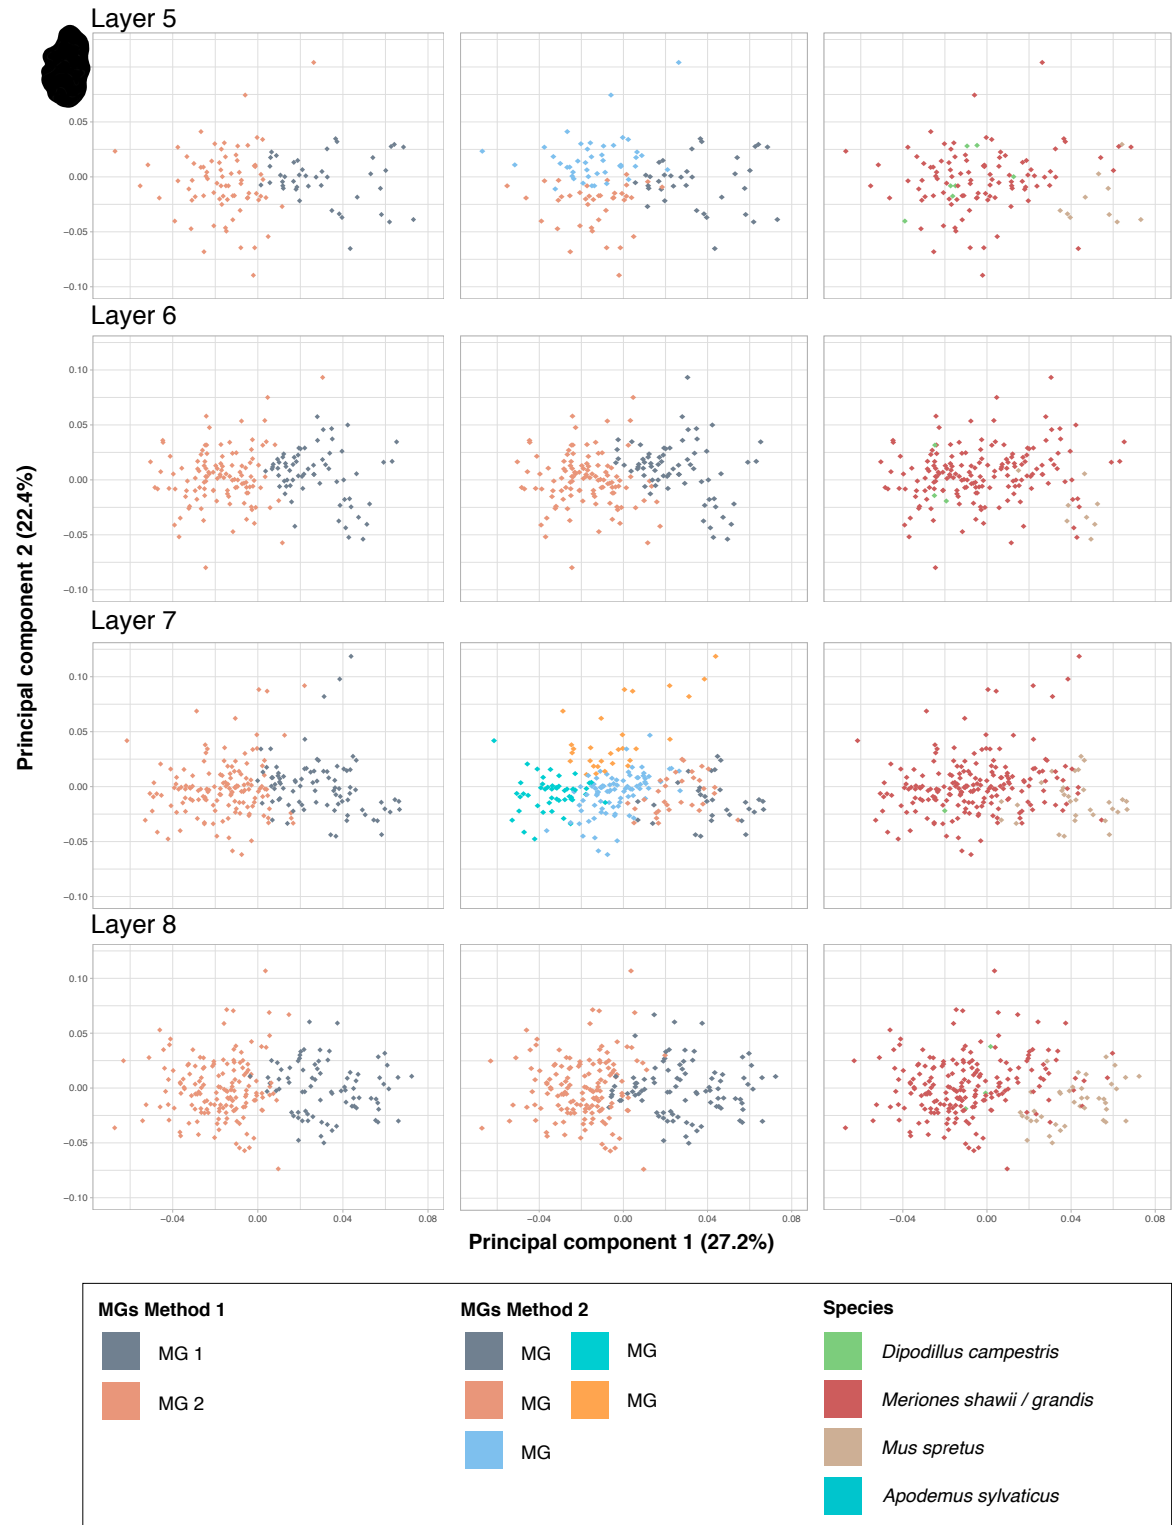 Layer 5
0.05
0.00
−0.05
−0.10
Layer 6
0.10
0.05
0.00
−0.05
−0.10
Layer 7
0.10
0.05
0.00
−0.05
−0.10
Layer 8
0.10
0.05
0.00
−0.05
−0.10
Principal component 2 (22.4%)
−0.04 0.00 0.04 0.08 −0.04 0.00 0.04 0.08 −0.04 0.00 0.04 0.08
Principal component 1 (27.2%)
MGs Method 1
MG 1
MG 2
MGs Method 2
MG MG
MG MG
MG
Species
Dipodillus campestris
Meriones shawii / grandis
Mus spretus
Apodemus sylvaticus